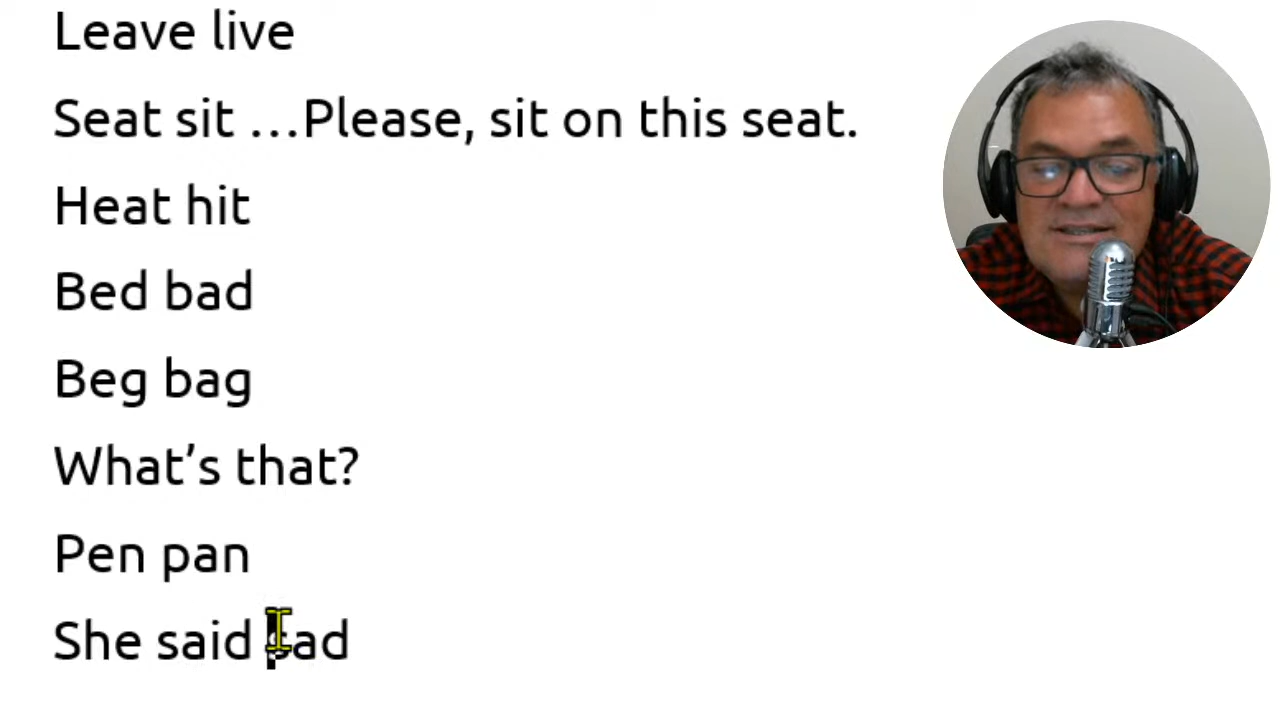 Leave live
Seat sit …Please, sit on this seat.
Heat hit
Bed bad
Beg bag
What’s that?
Pen pan
She said sad